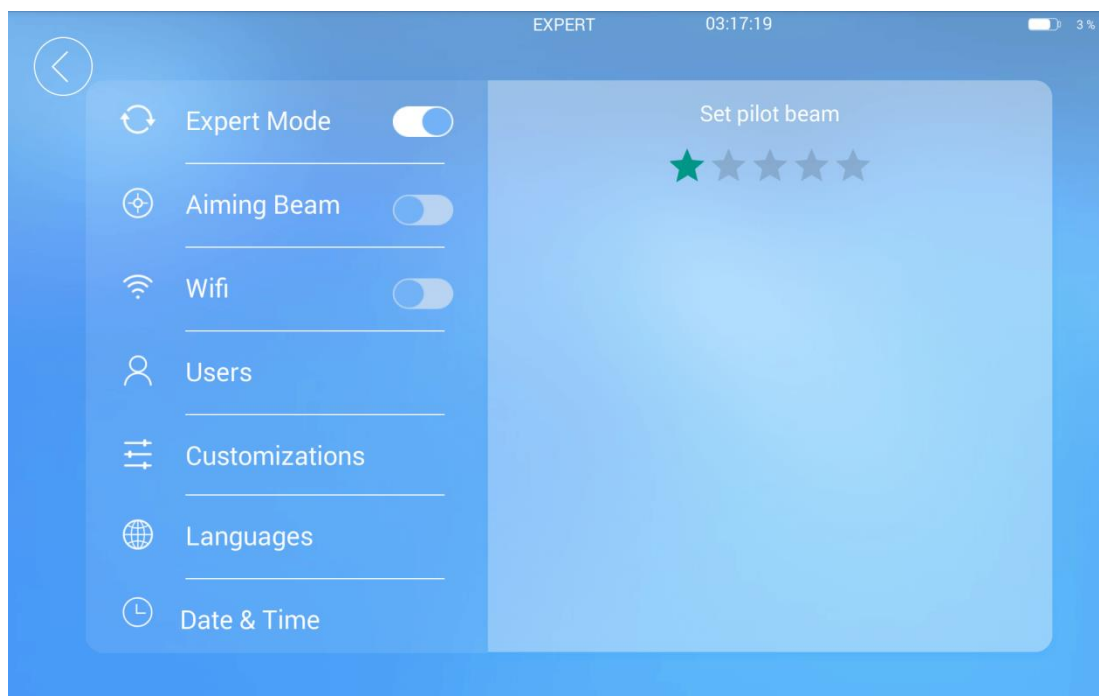 EXPERT 03:17:19 3 %
Expert Mode
Aiming Beam
Wifi
Users
Customizations
Languages
Date & Time
Set pilot beam